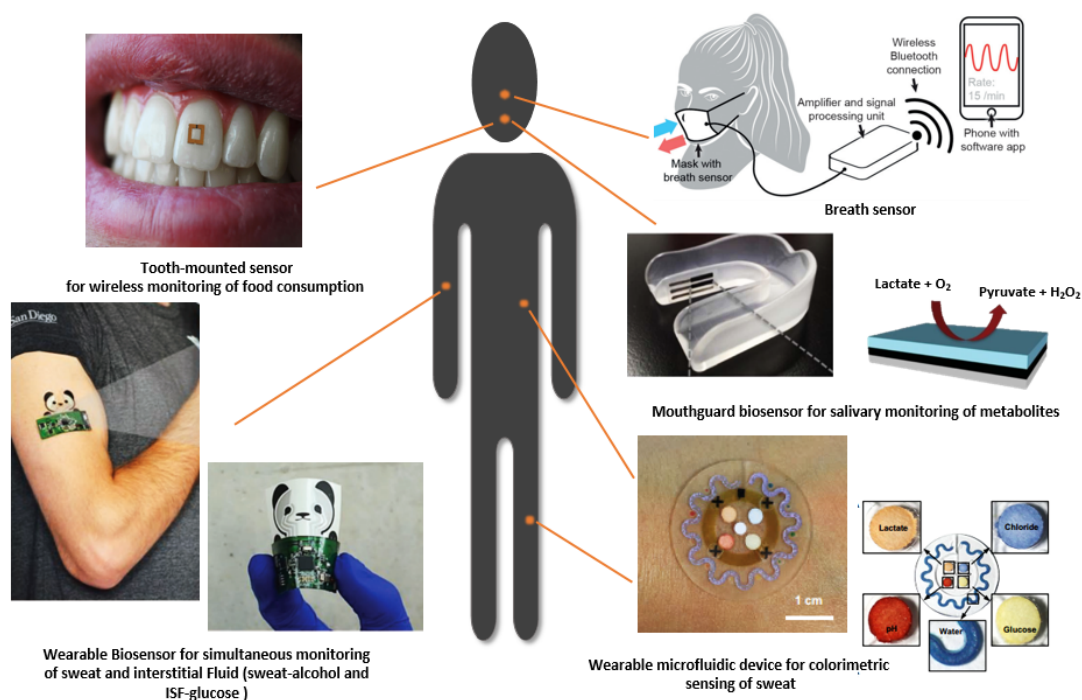 Wireless
Bluetooth
connection
Rate:
15 /min
Amplifier and signal
processing unit
Phone with
software app
Mask with
breath sensor
Breath sensor
Tooth-mounted sensor
for wireless monitoring of food consumption
San Diego
Lactate + O₂
Pyruvate + H₂O₂
Mouthguard biosensor for salivary monitoring of metabolites
1 cm
Lactate
Chloride
pH
Water
Glucose
Wearable Biosensor for simultaneous monitoring
of sweat and interstitial Fluid (sweat-alcohol and
ISF-glucose )
Wearable microfluidic device for colorimetric
sensing of sweat